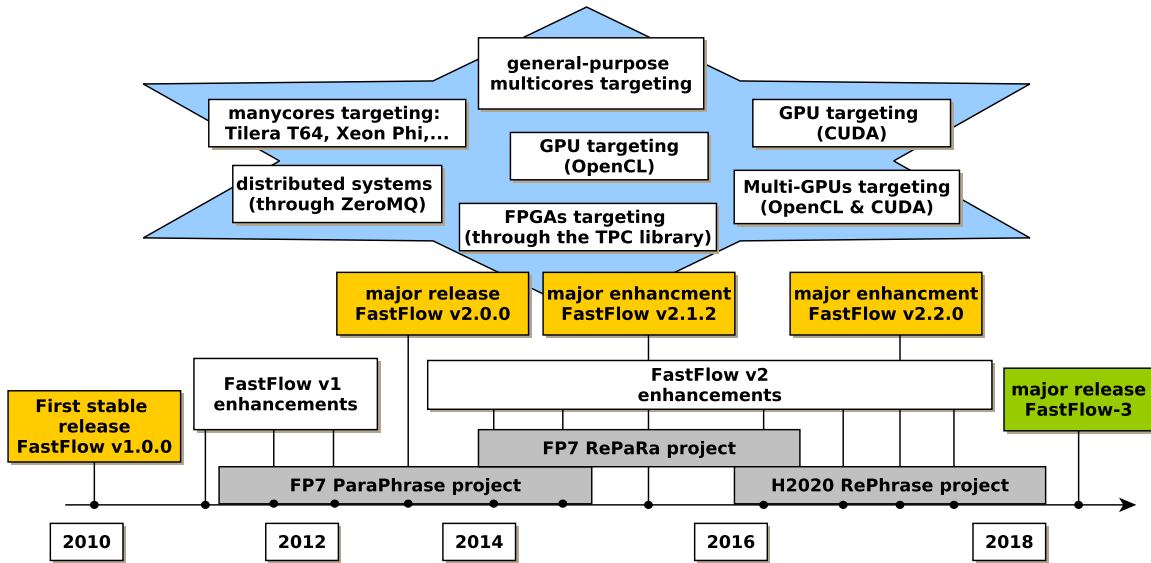 general-purpose
multicores targeting
manycores targeting:
Tilera T64, Xeon Phi,...
GPU targeting
(CUDA)
GPU targeting
(OpenCL)
distributed systems
(through ZeroMQ)
Multi-GPUs targeting
(OpenCL & CUDA)
FPGAs targeting
(through the TPC library)
major release
FastFlow v2.0.0
major enhancment
FastFlow v2.1.2
major enhancment
FastFlow v2.2.0
FastFlow v1
enhancements
FastFlow v2
enhancements
major release
FastFlow-3
First stable
release
FastFlow v1.0.0
FP7 RePaRa project
FP7 ParaPhrase project
H2020 RePhrase project
2010
2012
2014
2016
2018